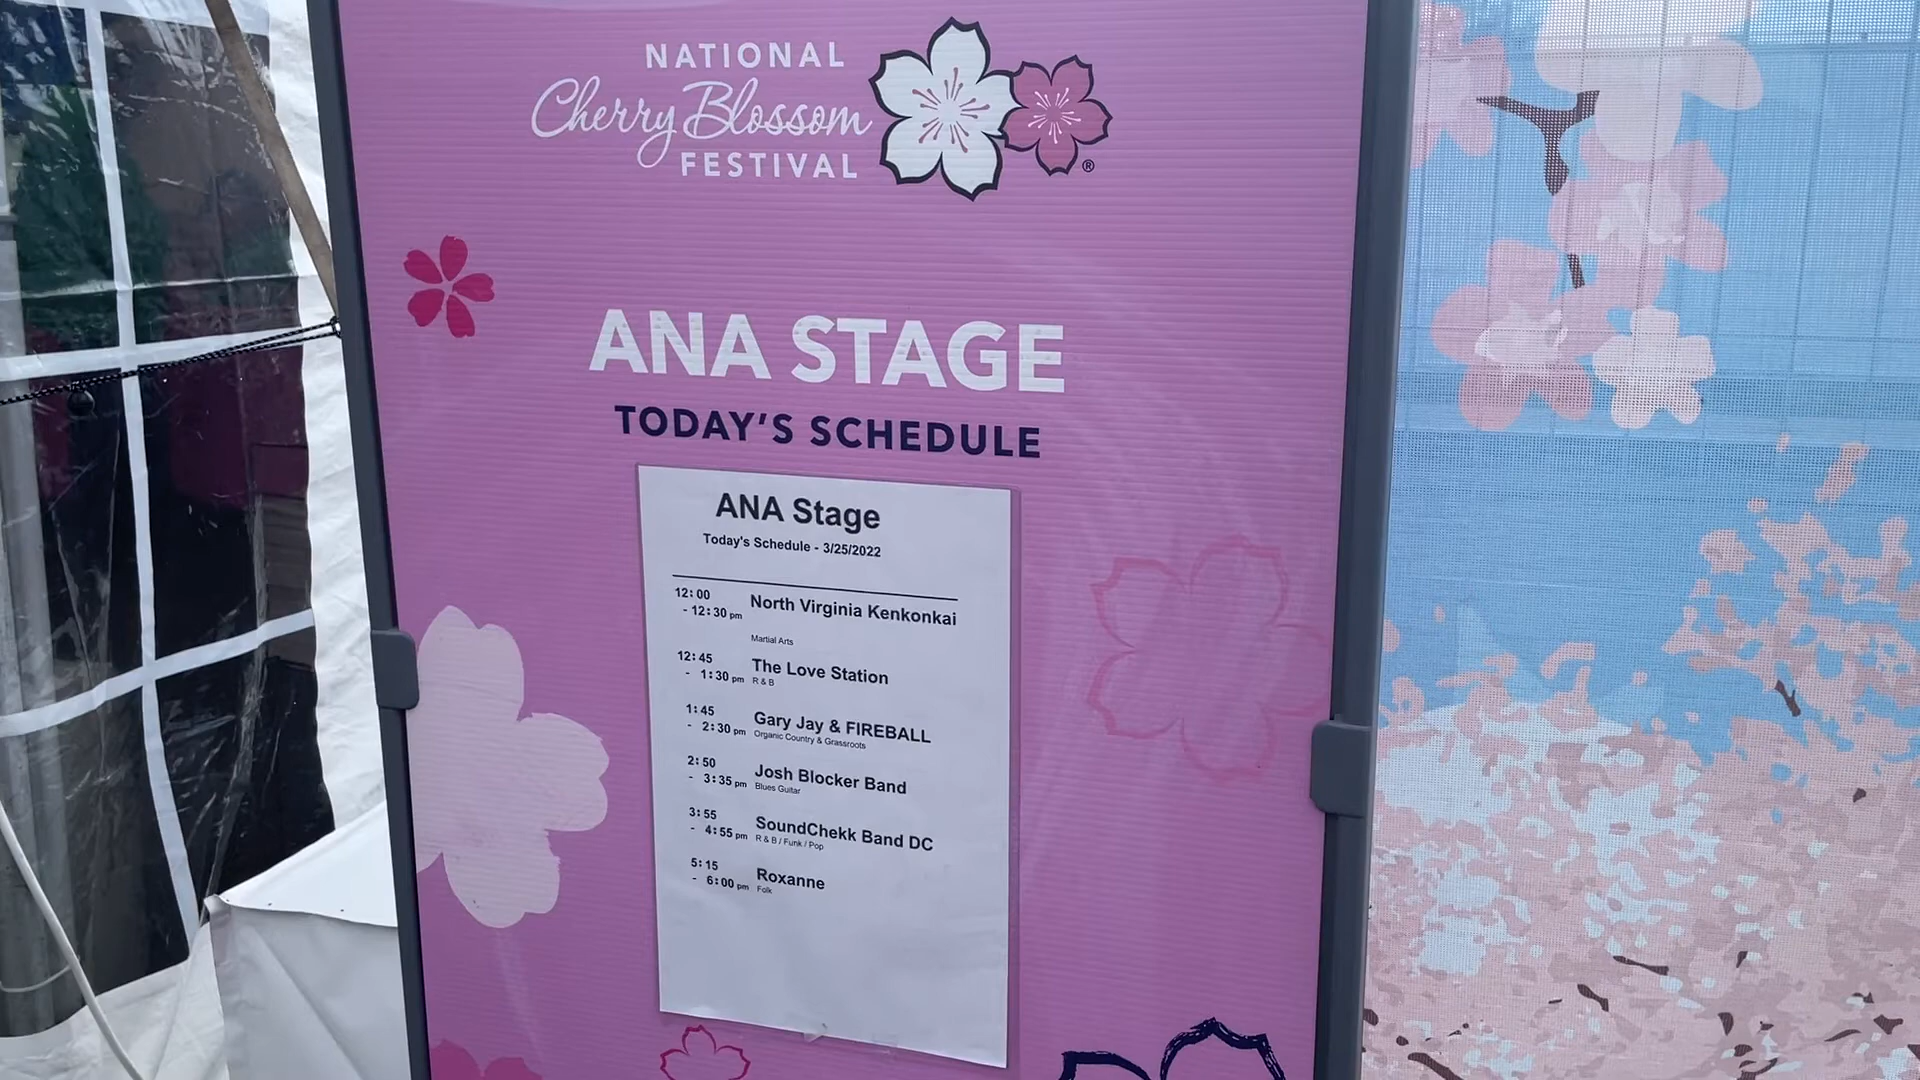 NATIONAL
Cherry Blossom
FESTIVAL
®
ANA STAGE
TODAY'S SCHEDULE
ANA Stage
Today's Schedule - 3/25/2022
12:00
- 12:30 pm
North Virginia Kenkonkai
Martial Arts
12:45
- 1:30 pm
The Love Station
R & B
1:45
- 2:30 pm
Gary Jay & FIREBALL
Organic Country & Grassroots
2:50
- 3:35 pm
Josh Blocker Band
Blues Guitar
3:55
- 4:55 pm
SoundChekk Band DC
R & B / Funk / Pop
5:15
- 6:00 pm
Roxanne
Folk